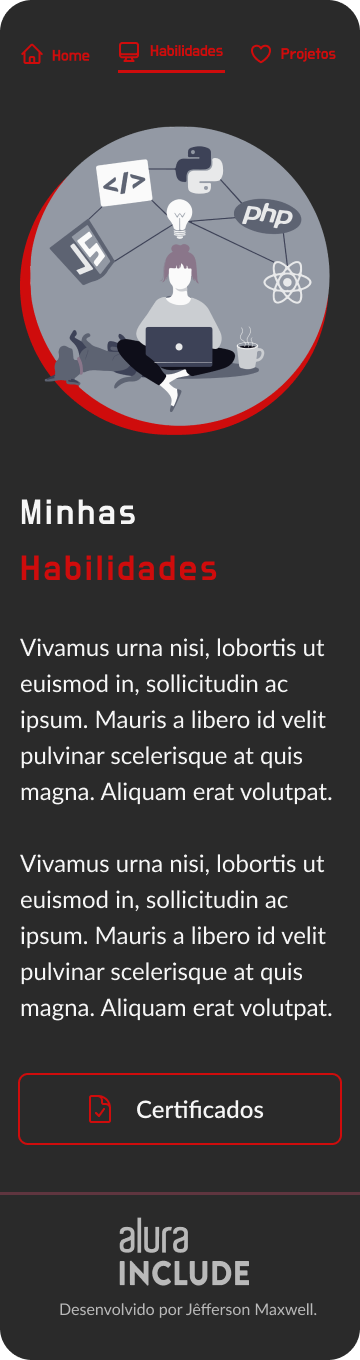 Home Habilidades Projetos
</>
JS
php
Minhas
Habilidades
Vivamus urna nisi, lobortis ut
euismod in, sollicitudin ac
ipsum. Mauris a libero id velit
pulvinar scelerisque at quis
magna. Aliquam erat volutpat.
Vivamus urna nisi, lobortis ut
euismod in, sollicitudin ac
ipsum. Mauris a libero id velit
pulvinar scelerisque at quis
magna. Aliquam erat volutpat.
Certificados
alura
INCLUDE
Desenvolvido por Jêfferson Maxwell.